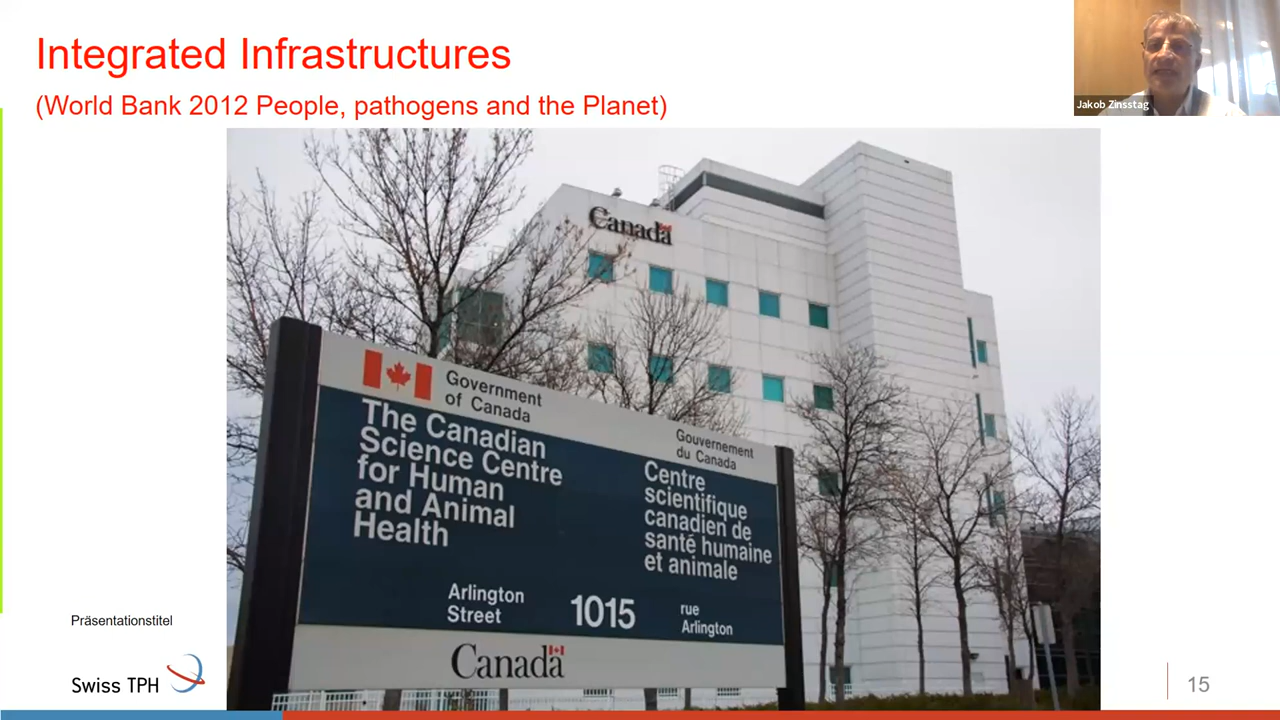 Integrated Infrastructures
(World Bank 2012 People, pathogens and the Planet)
Jakob Zinsstag
Canada
Government
of Canada
The Canadian
Science Centre
for Human
and Animal
Health
Gouvernement
du Canada
Centre
scientifique
canadien de
santé humaine
et animale
Arlington
Street
1015
rue
Arlington
Canada
Präsentationstitel
Swiss TPH
15